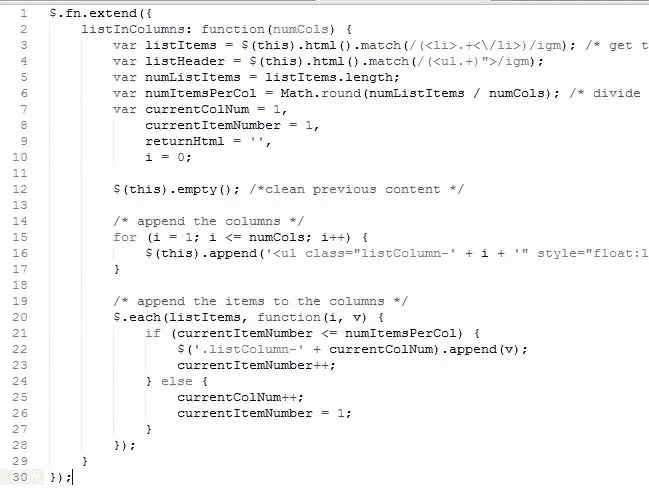 1 $.fn.extend({
2 listInColumns: function(numCols) {
3 var listItems = $(this).html().match(/(<li>.+<\/li>)/igm); /* get t
4 var listHeader = $(this).html().match(/(<ul.+)">/igm);
5 var numListItems = listItems.length;
6 var numItemsPerCol = Math.round(numListItems / numCols); /* divide
7 var currentColNum = 1,
8 currentItemNumber = 1,
9 returnHtml = '',
10 i = 0;
11
12 $(this).empty(); /*clean previous content */
13
14 /* append the columns */
15 for (i = 1; i <= numCols; i++) {
16 $(this).append('<ul class="listColumn-' + i + '" style="float:l
17 }
18
19 /* append the items to the columns */
20 $.each(listItems, function(i, v) {
21 if (currentItemNumber <= numItemsPerCol) {
22 $('.listColumn-' + currentColNum).append(v);
23 currentItemNumber++;
24 } else {
25 currentColNum++;
26 currentItemNumber = 1;
27 }
28 });
29 }
30 });